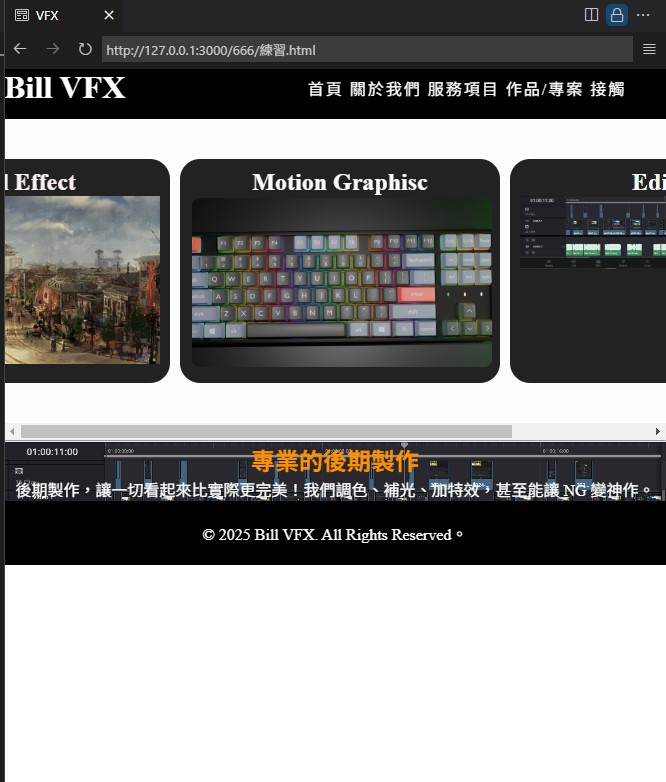 VFX
http://127.0.0.1:3000/666/練習.html
Bill VFX
首頁 關於我們 服務項目 作品/專案 接觸
l Effect
Motion Graphisc
Edi
01:00:11:00
專業的後期製作
後期製作，讓一切看起來比實際更完美！我們調色、補光、加特效，甚至能讓 NG 變神作。
© 2025 Bill VFX. All Rights Reserved。